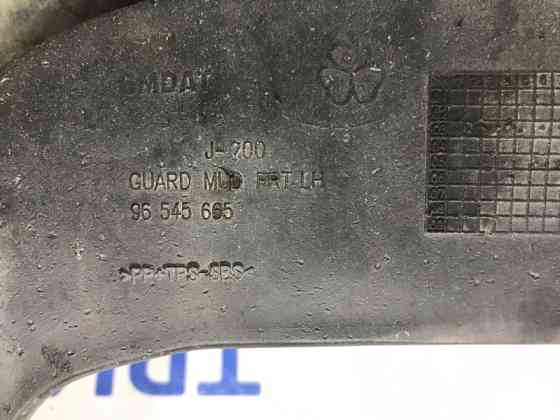 GMDAT
J-200
GUARD MUD FRT LH
96 545 665
>PP+TPS-SBS<